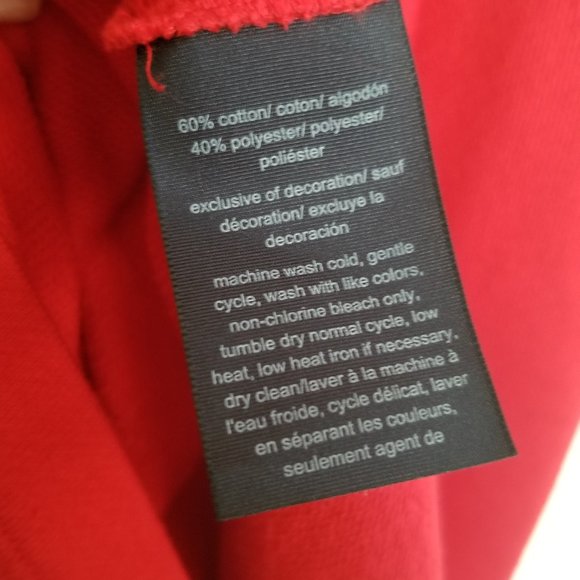 60% cotton/ coton/ algodón
40% polyester/ polyester/
poliéster
exclusive of decoration/ sauf
décoration/ excluye la
decoración
machine wash cold, gentle
cycle, wash with like colors,
non-chlorine bleach only,
tumble dry normal cycle, low
heat, low heat iron if necessary,
dry clean/laver à la machine à
l'eau froide, cycle délicat, laver
en séparant les couleurs,
seulement agent de